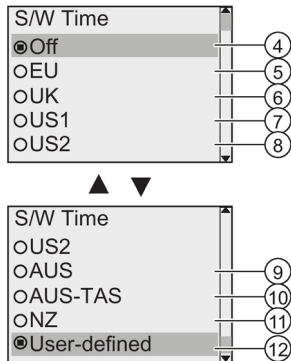 S/W Time
Off 4
EU 5
UK 6
US1 7
US2 8
S/W Time
US2
AUS 9
AUS-TAS 10
NZ 11
User-defined 12